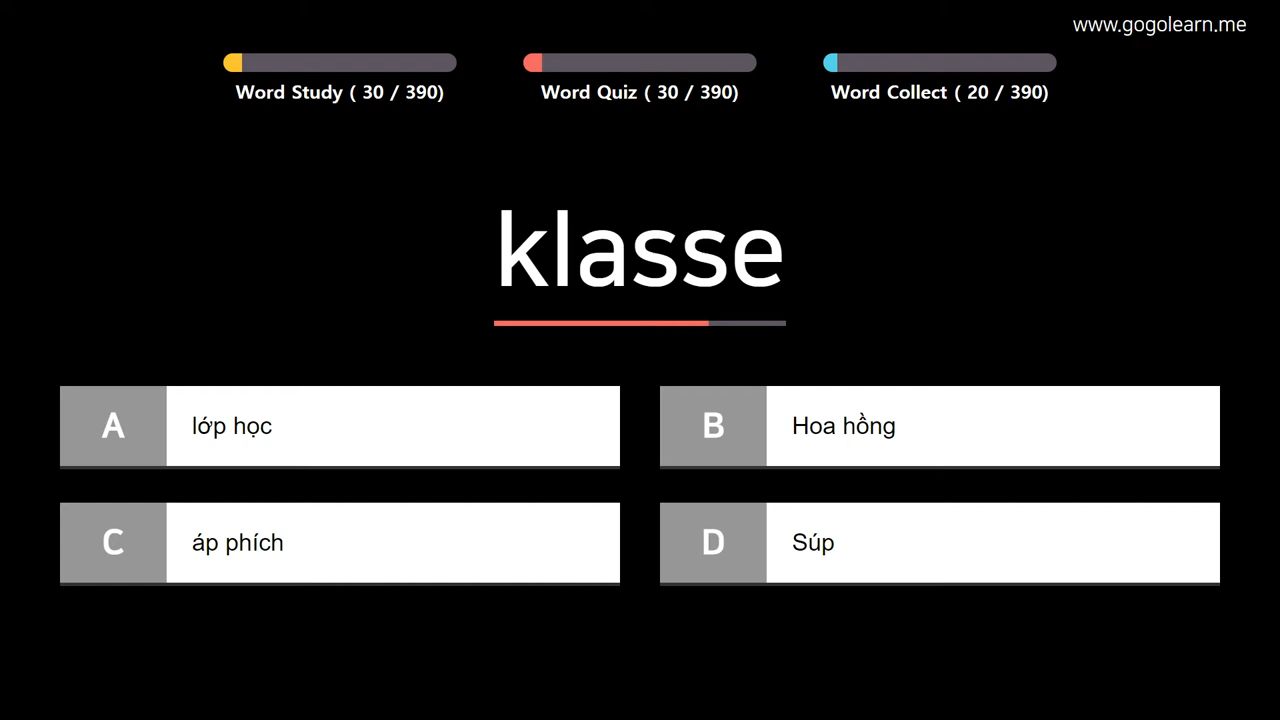 www.gogolearn.me
Word Study ( 30 / 390)
Word Quiz ( 30 / 390)
Word Collect ( 20 / 390)
klasse
A lớp học
B Hoa hồng
C áp phích
D Súp